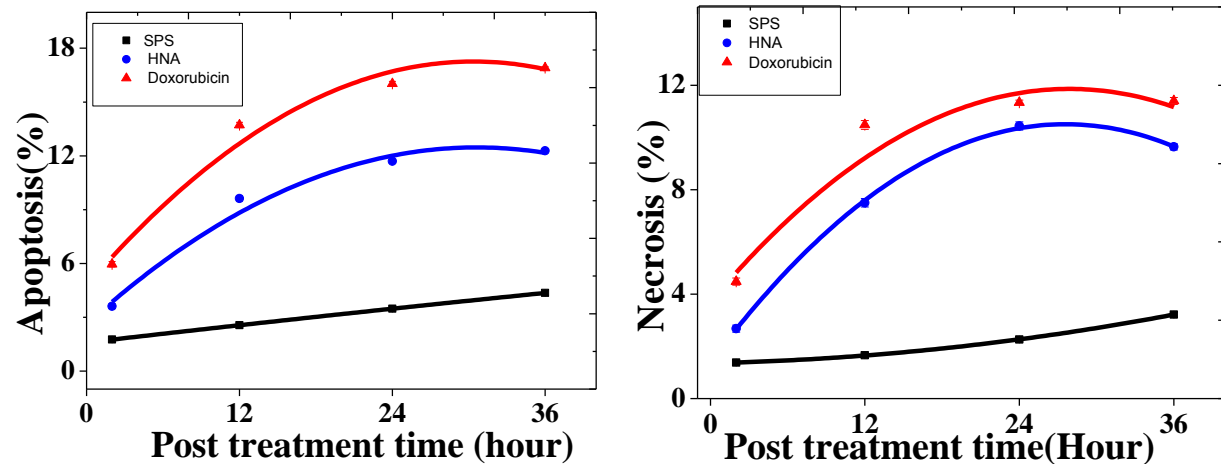 SPS
HNA
Doxorubicin
18
12
6
0
Apoptosis(%)
0 12 24 36
Post treatment time (hour)
SPS
HNA
Doxorubicin
12
8
4
0
Necrosis (%)
0 12 24 36
Post treatment time(Hour)